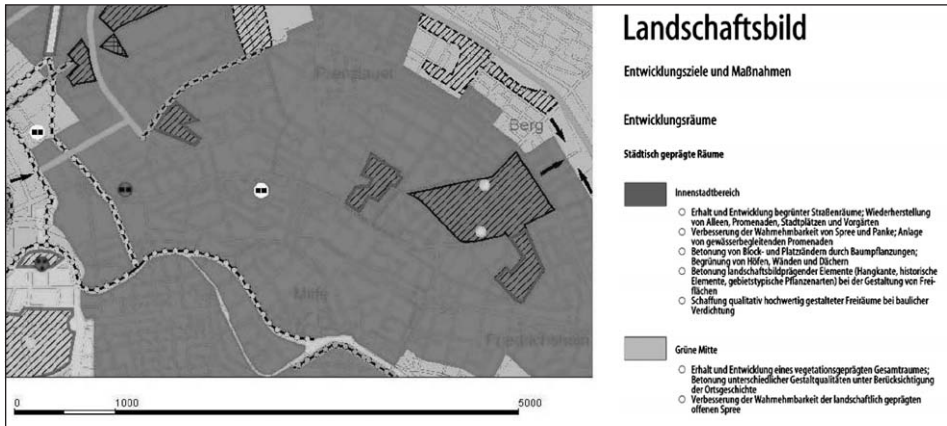 Landschaftsbild
Entwicklungsziele und Maßnahmen
Entwicklungsräume
Städtisch geprägte Räume
Innenstadtbereich
○ Erhalt und Entwicklung begrünter Straßenräume; Wiederherstellung
von Alleen, Promenaden, Stadtplätzen und Vorgärten
○ Verbesserung der Wahrnehmbarkeit von Spree und Panke; Anlage
von gewässerbegleitenden Promenaden
○ Betonung von Block- und Platzsändern durch Baumpflanzungen;
Begrünung von Höfen, Wänden und Dächern
○ Betonung landschaftsbildprägender Elemente (Hangkante, historische
Elemente, gebietstypische Pflanzenarten) bei der Gestaltung von Frei-
flächen
○ Schaffung qualitativ hochwertig gestalteter Freiräume bei baulicher
Verdichtung
Grüne Mitte
○ Erhalt und Entwicklung eines vegetationsgeprägten Gesamtraumes;
Betonung unterschiedlicher Gestaltqualitäten unter Berücksichtigung
der Ortsgeschichte
○ Verbesserung der Wahrnehmbarkeit der landschaftlich geprägten
offenen Spree
Prenzlauer
Berg
Mitte
Friedrichshain
0 1000 5000